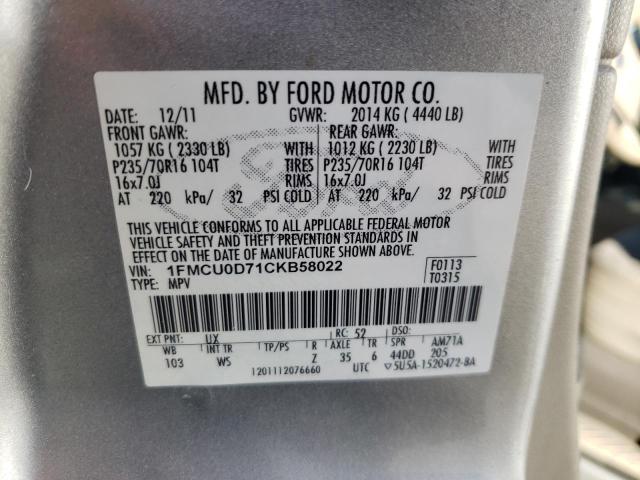 MFD. BY FORD MOTOR CO.
DATE: 12/11 GVWR: 2014 KG ( 4440 LB)
FRONT GAWR: REAR GAWR:
1057 KG ( 2330 LB) WITH 1012 KG ( 2230 LB) WITH
P235/70R16 104T TIRES P235/70R16 104T TIRES
16x7.0J RIMS 16x7.0J RIMS
AT 220 kPa/ 32 PSI COLD AT 220 kPa/ 32 PSI COLD
THIS VEHICLE CONFORMS TO ALL APPLICABLE FEDERAL MOTOR
VEHICLE SAFETY AND THEFT PREVENTION STANDARDS IN
EFFECT ON THE DATE OF MANUFACTURE SHOWN ABOVE.
VIN: 1FMCU0D71CKB58022 F0113
TYPE: MPV T0315
EXT PNT: UX RC: 52 DSO:
WB INT TR TP/PS R AXLE TR SPR AM71A
103 WS Z 35 6 44DD 205
1201112076660 UTC ▽5U5A-1520472-BA